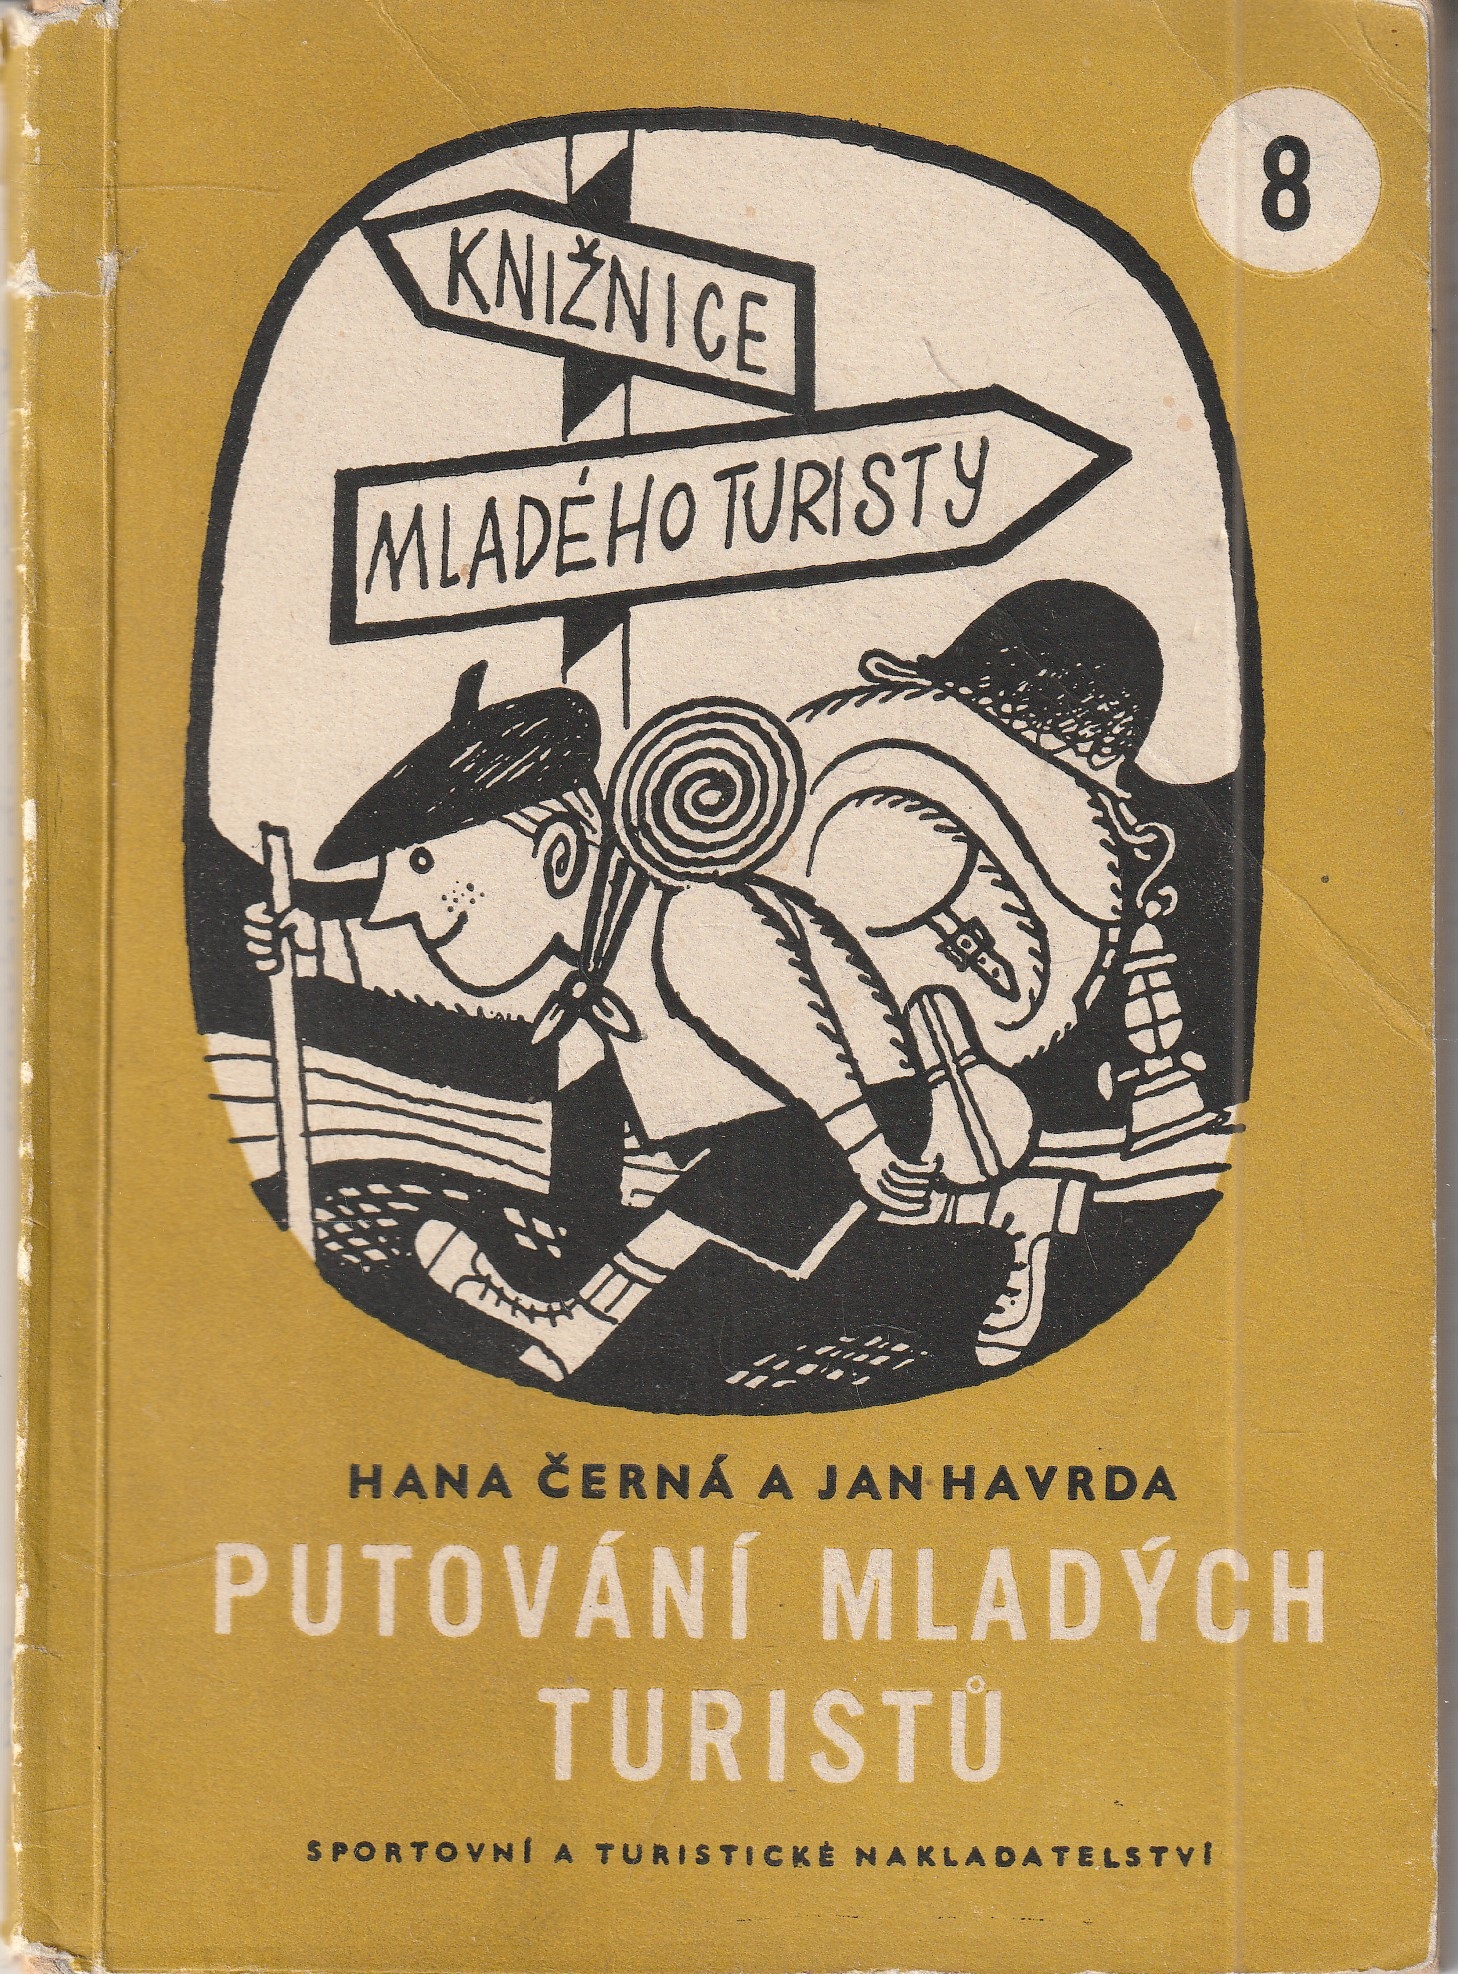 8
KNIŽNICE
MLADÉHO TURISTY
HANA ČERNÁ A JAN HAVRDA
PUTOVÁNÍ MLADÝCH
TURISTŮ
SPORTOVNÍ A TURISTICKÉ NAKLADATELSTVÍ